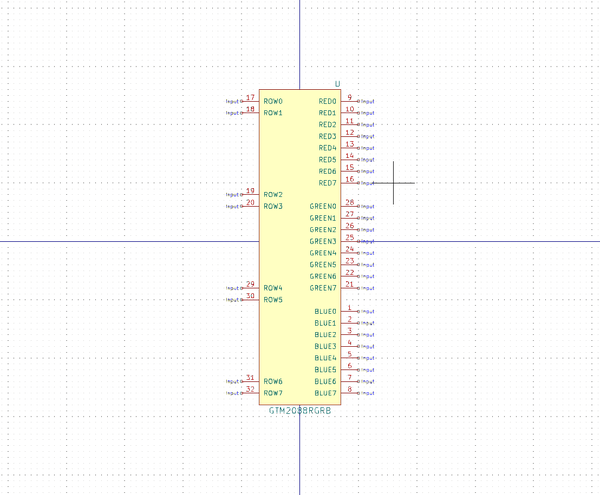 U
Input 17 ROW0 RED0 9 Input
Input 18 ROW1 RED1 10 Input
RED2 11 Input
RED3 12 Input
RED4 13 Input
RED5 14 Input
RED6 15 Input
RED7 16 Input
Input 19 ROW2
Input 20 ROW3 GREEN0 28 Input
GREEN1 27 Input
GREEN2 26 Input
GREEN3 25 Input
GREEN4 24 Input
GREEN5 23 Input
GREEN6 22 Input
Input 29 ROW4 GREEN7 21 Input
Input 30 ROW5
BLUE0 1 Input
BLUE1 2 Input
BLUE2 3 Input
BLUE3 4 Input
BLUE4 5 Input
BLUE5 6 Input
Input 31 ROW6 BLUE6 7 Input
Input 32 ROW7 BLUE7 8 Input
GTM2088RGRB